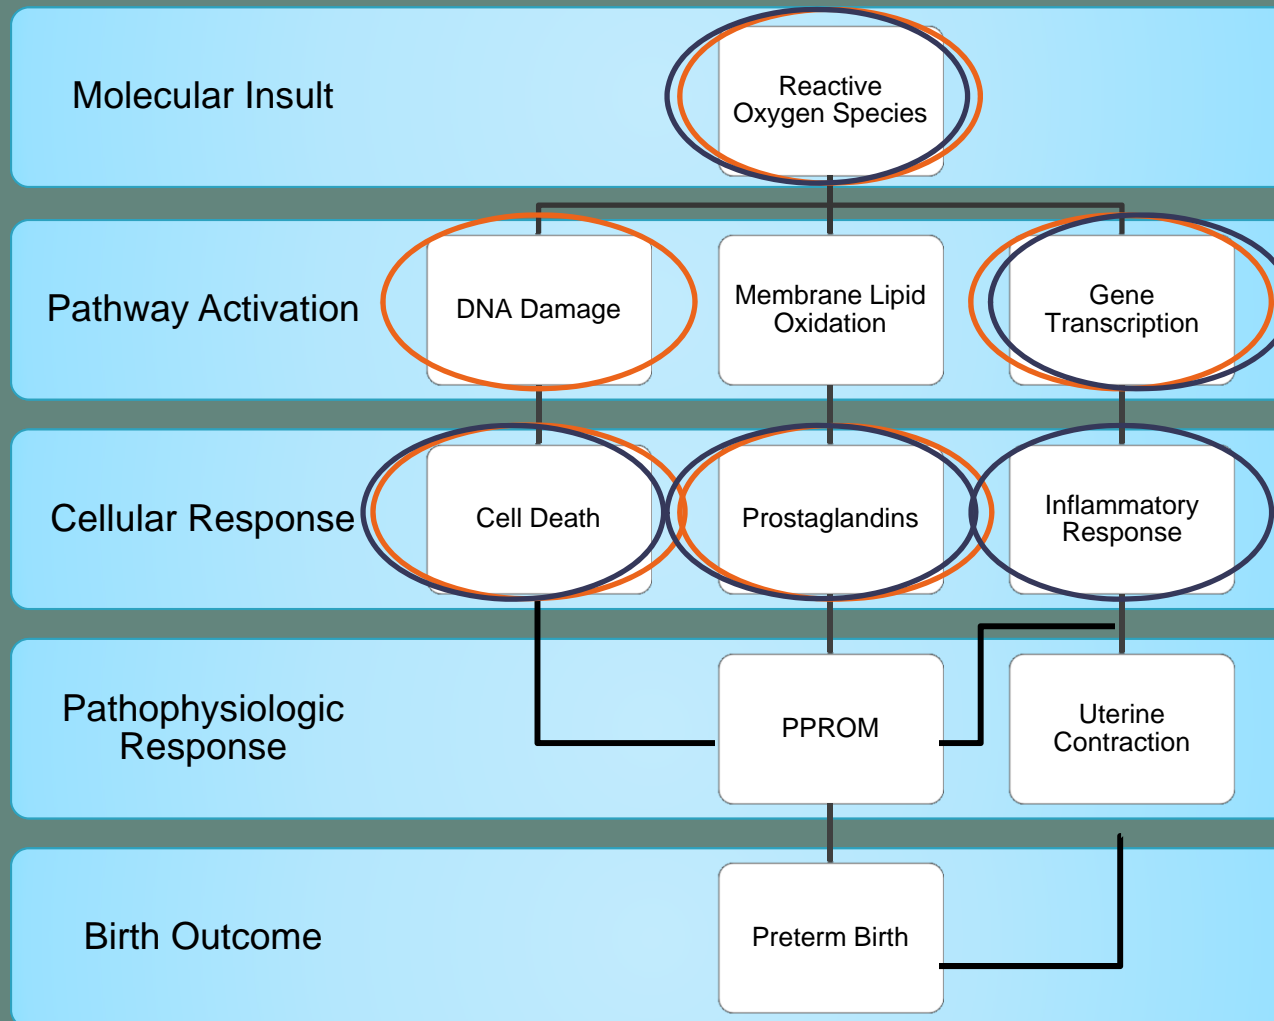 Molecular Insult
Reactive
Oxygen Species
Pathway Activation
DNA Damage
Membrane Lipid
Oxidation
Gene
Transcription
Cellular Response
Cell Death
Prostaglandins
Inflammatory
Response
Pathophysiologic
Response
PPROM
Uterine
Contraction
Birth Outcome
Preterm Birth